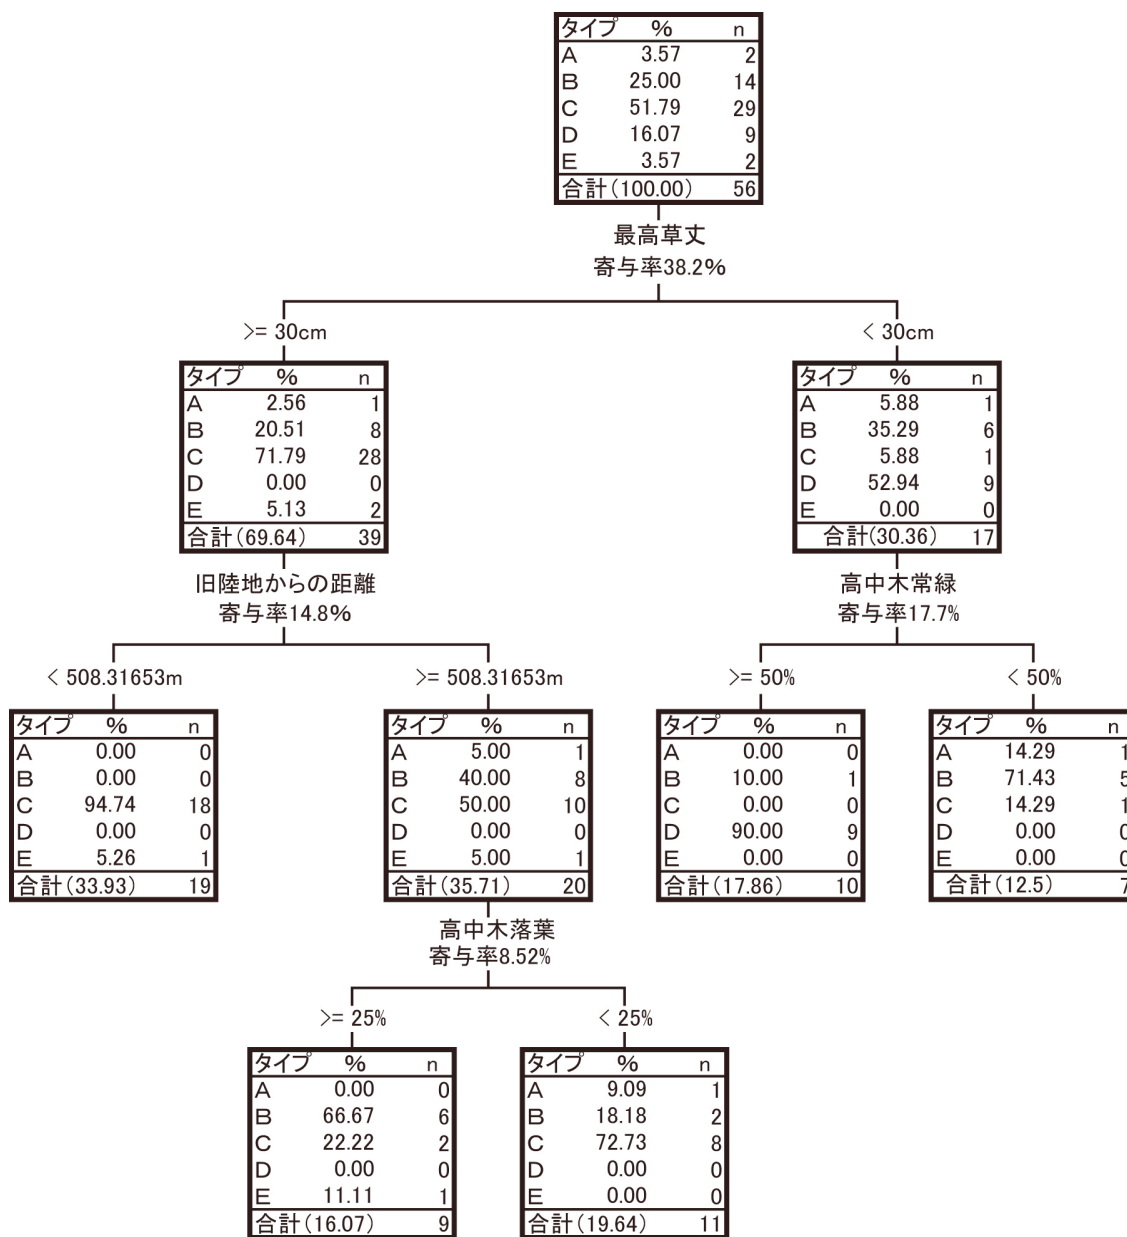 タイプ % n
A 3.57 2
B 25.00 14
C 51.79 29
D 16.07 9
E 3.57 2
合計(100.00) 56
最高草丈
寄与率38.2%
>= 30cm
< 30cm
タイプ % n
A 2.56 1
B 20.51 8
C 71.79 28
D 0.00 0
E 5.13 2
合計(69.64) 39
タイプ % n
A 5.88 1
B 35.29 6
C 5.88 1
D 52.94 9
E 0.00 0
合計(30.36) 17
旧陸地からの距離
寄与率14.8%
高中木常緑
寄与率17.7%
< 508.31653m
>= 508.31653m
>= 50%
< 50%
タイプ % n
A 0.00 0
B 0.00 0
C 94.74 18
D 0.00 0
E 5.26 1
合計(33.93) 19
タイプ % n
A 5.00 1
B 40.00 8
C 50.00 10
D 0.00 0
E 5.00 1
合計(35.71) 20
タイプ % n
A 0.00 0
B 10.00 1
C 0.00 0
D 90.00 9
E 0.00 0
合計(17.86) 10
タイプ % n
A 14.29 1
B 71.43 5
C 14.29 1
D 0.00 0
E 0.00 0
合計(12.5) 7
高中木落葉
寄与率8.52%
>= 25%
< 25%
タイプ % n
A 0.00 0
B 66.67 6
C 22.22 2
D 0.00 0
E 11.11 1
合計(16.07) 9
タイプ % n
A 9.09 1
B 18.18 2
C 72.73 8
D 0.00 0
E 0.00 0
合計(19.64) 11